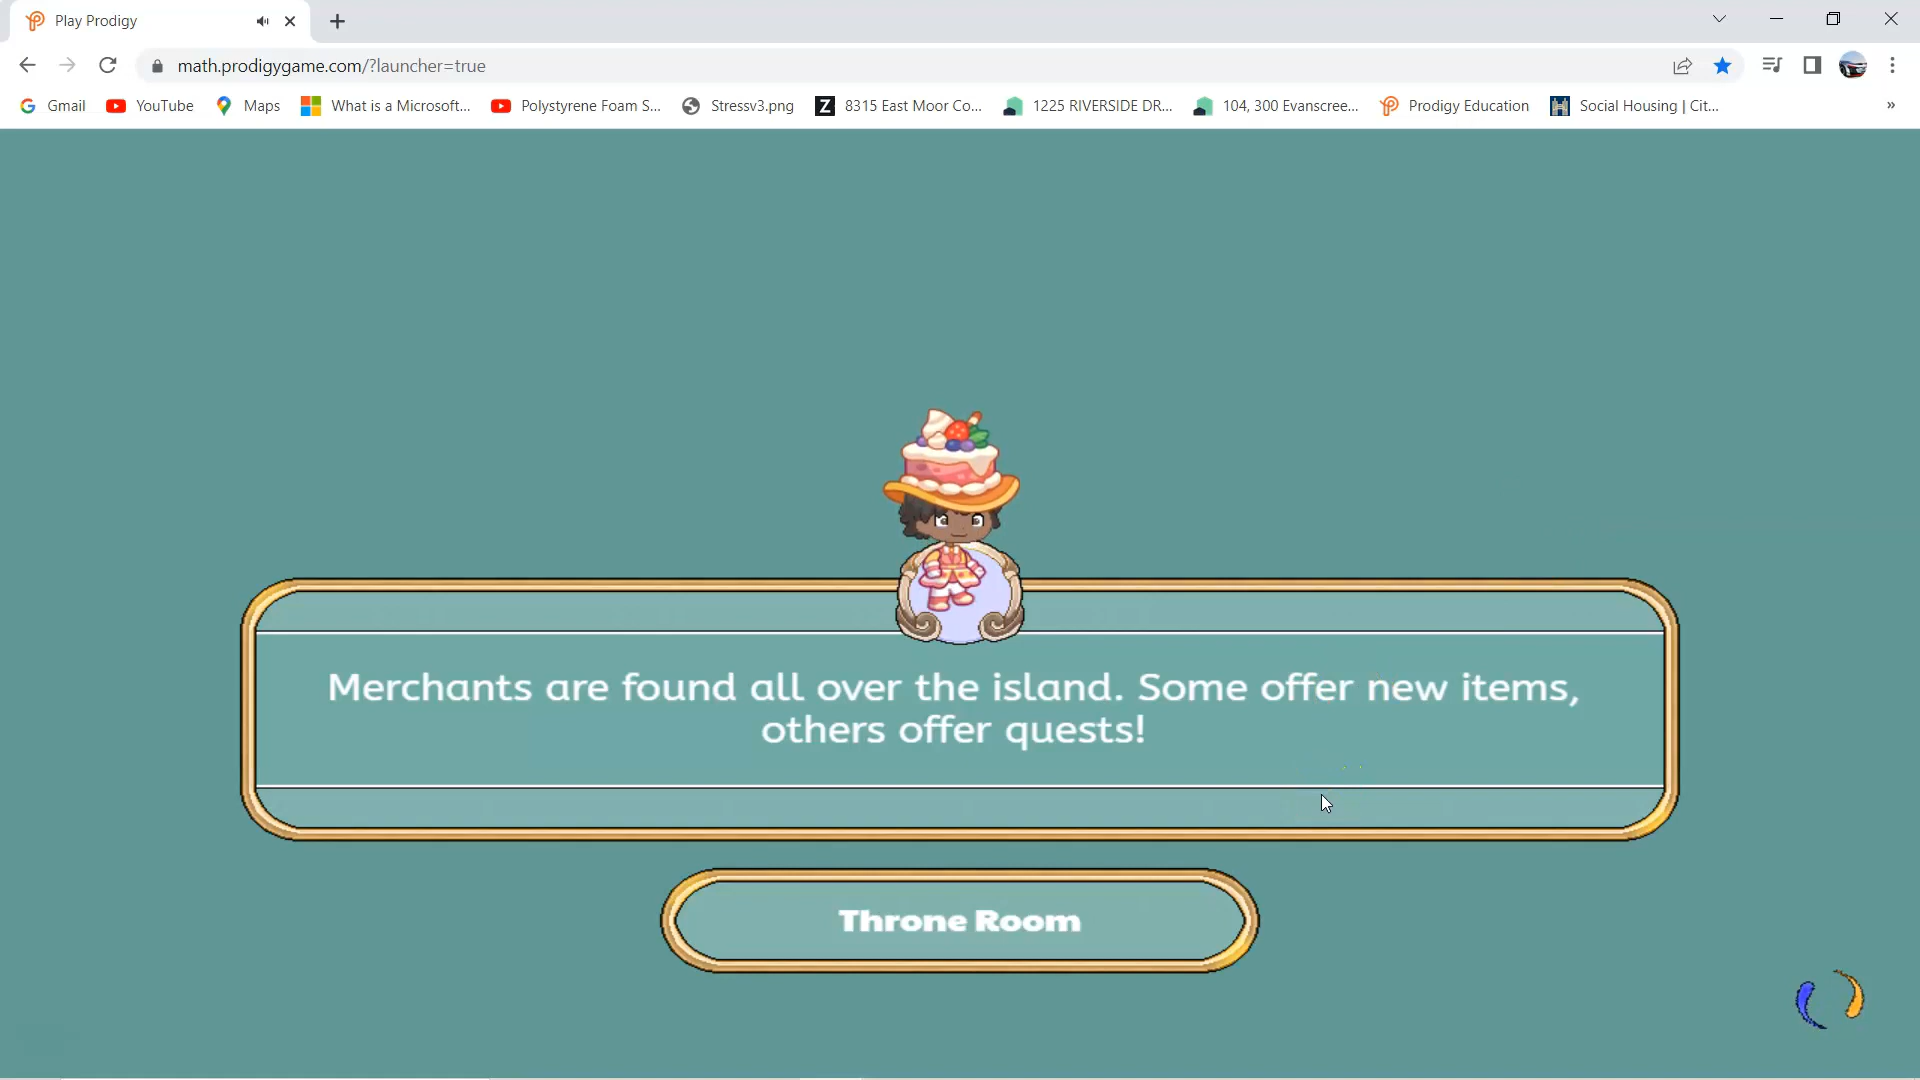 Play Prodigy
math.prodigygame.com/?launcher=true
Gmail YouTube Maps What is a Microsoft... Polystyrene Foam S... Stressv3.png 8315 East Moor Co... 1225 RIVERSIDE DR... 104, 300 Evanscree... Prodigy Education Social Housing | Cit... »
Merchants are found all over the island. Some offer new items,
others offer quests!
Throne Room